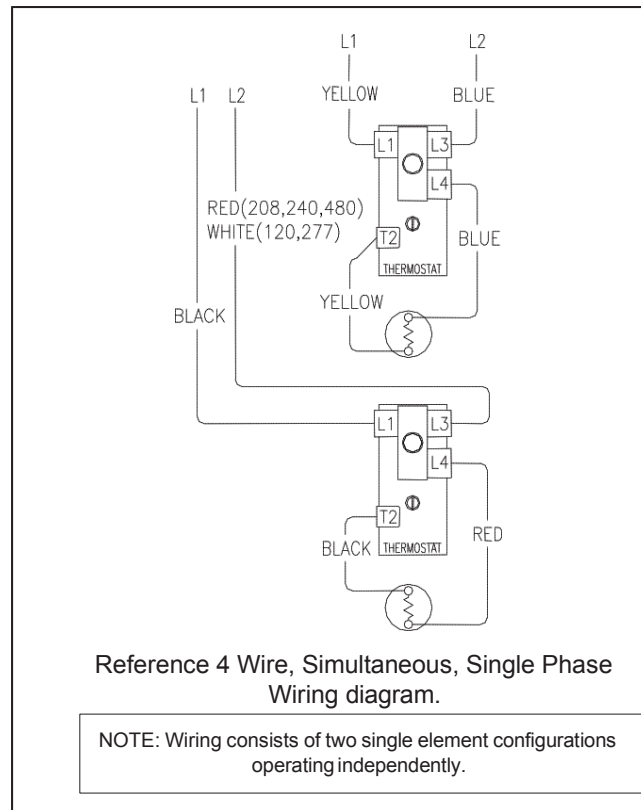 L1 L2
YELLOW BLUE
L1 L2
L1 L3
L4
RED(208,240,480)
WHITE(120,277)
T2
BLUE
THERMOSTAT
YELLOW
BLACK
L1 L3
L4
T2
RED
BLACK
THERMOSTAT
Reference 4 Wire, Simultaneous, Single Phase
Wiring diagram.
NOTE: Wiring consists of two single element configurations
operating independently.